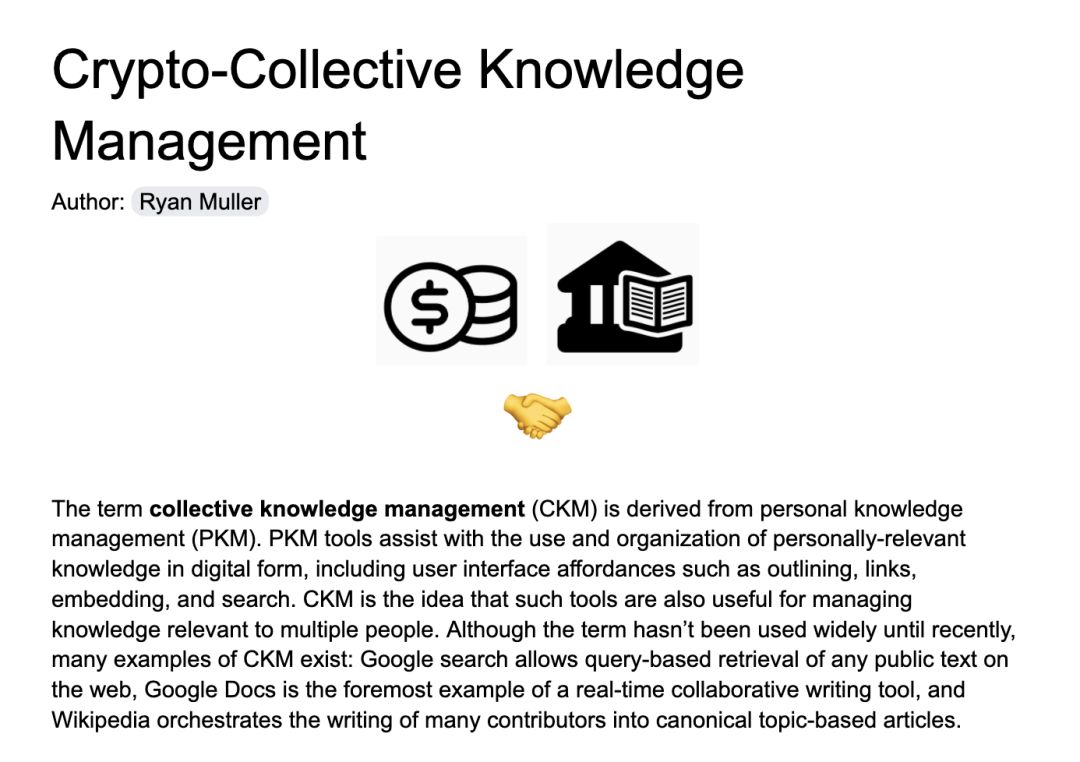 Crypto-Collective Knowledge
Management
Author: Ryan Muller
$
The term collective knowledge management (CKM) is derived from personal knowledge
management (PKM). PKM tools assist with the use and organization of personally-relevant
knowledge in digital form, including user interface affordances such as outlining, links,
embedding, and search. CKM is the idea that such tools are also useful for managing
knowledge relevant to multiple people. Although the term hasn’t been used widely until recently,
many examples of CKM exist: Google search allows query-based retrieval of any public text on
the web, Google Docs is the foremost example of a real-time collaborative writing tool, and
Wikipedia orchestrates the writing of many contributors into canonical topic-based articles.